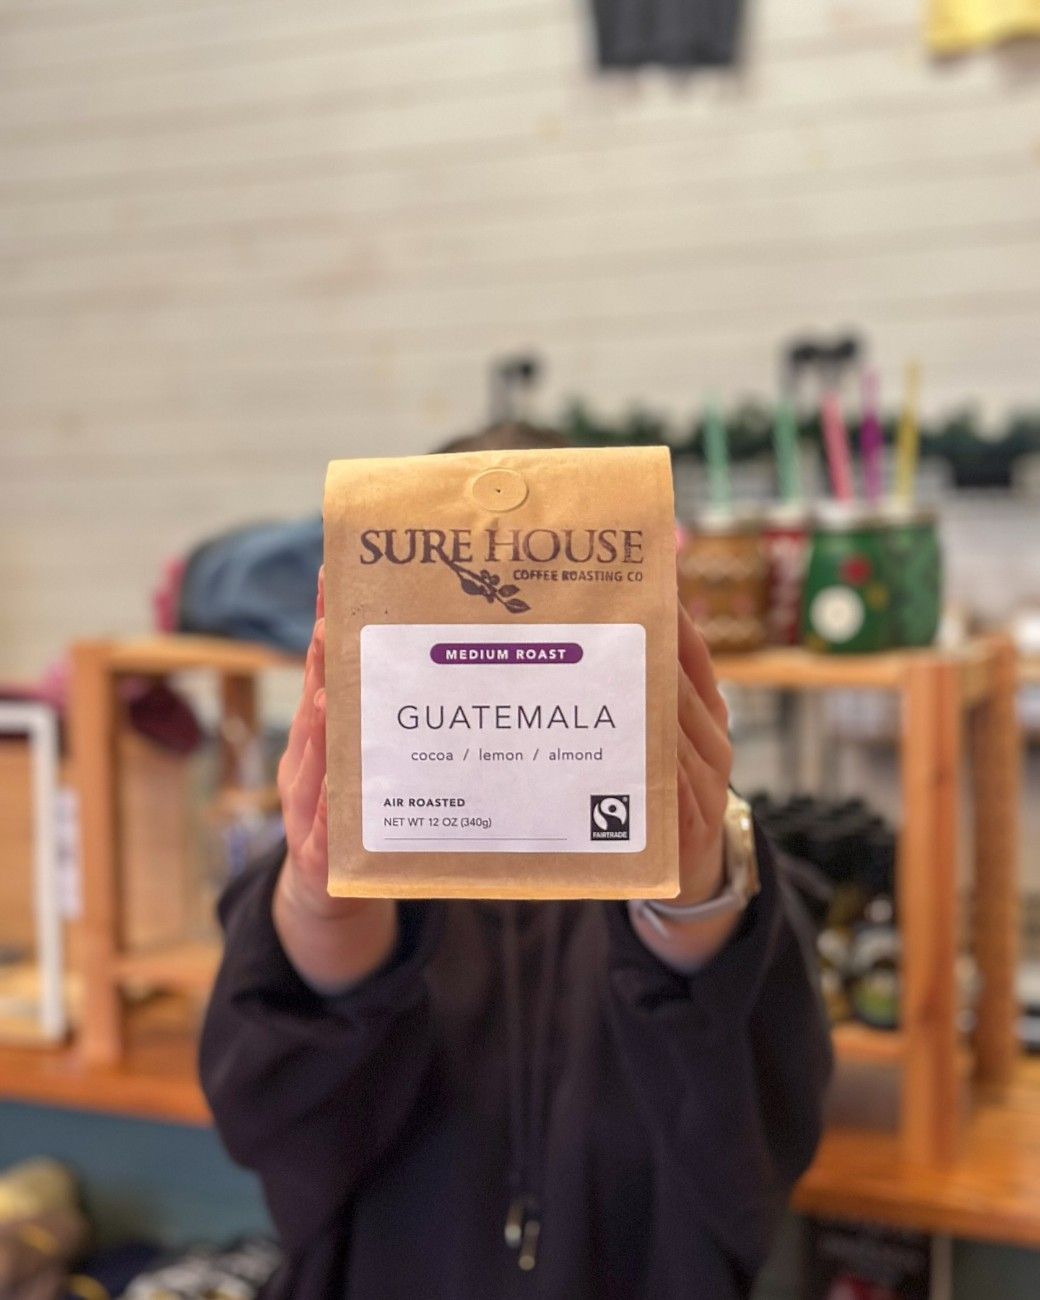 SURE HOUSE
COFFEE ROASTING CO
MEDIUM ROAST
GUATEMALA
cocoa / lemon / almond
AIR ROASTED
NET WT 12 OZ (340g)
FAIRTRADE